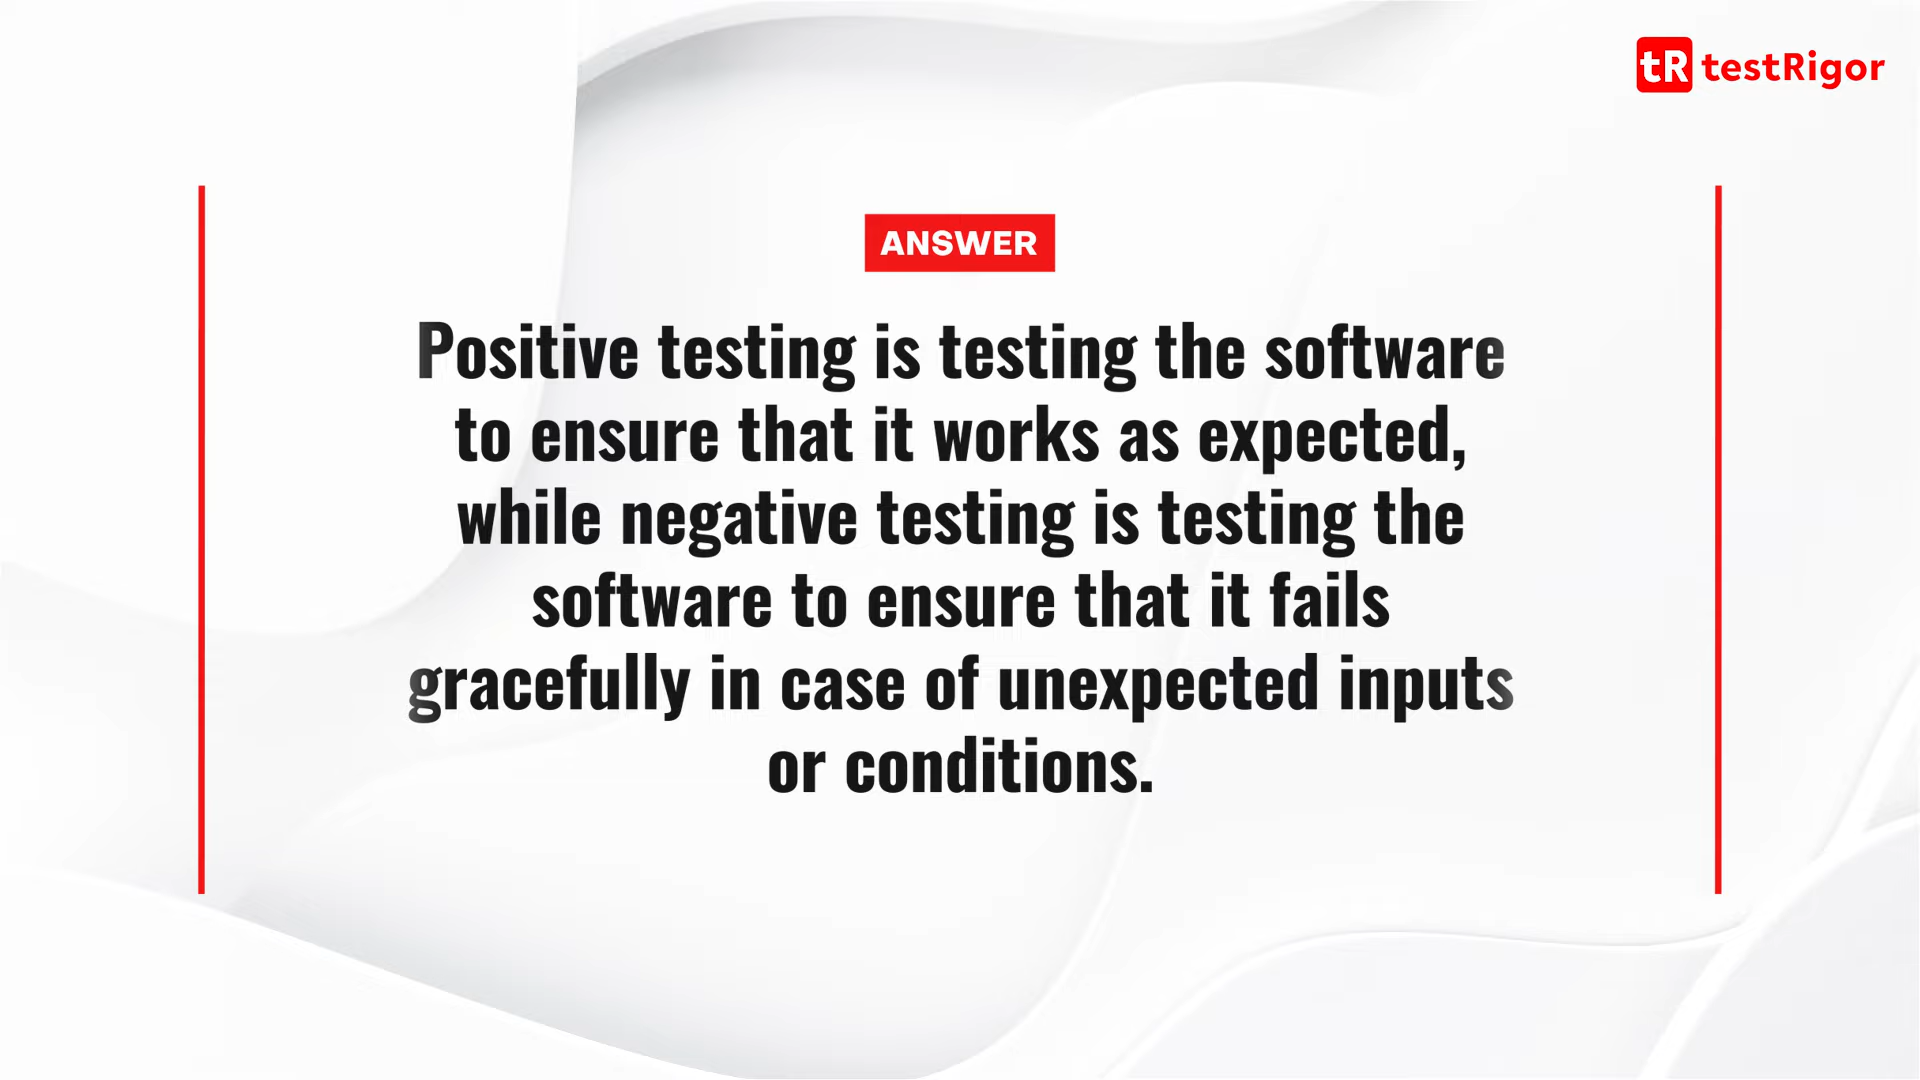 tR testRigor
ANSWER
Positive testing is testing the software
to ensure that it works as expected,
while negative testing is testing the
software to ensure that it fails
gracefully in case of unexpected inputs
or conditions.